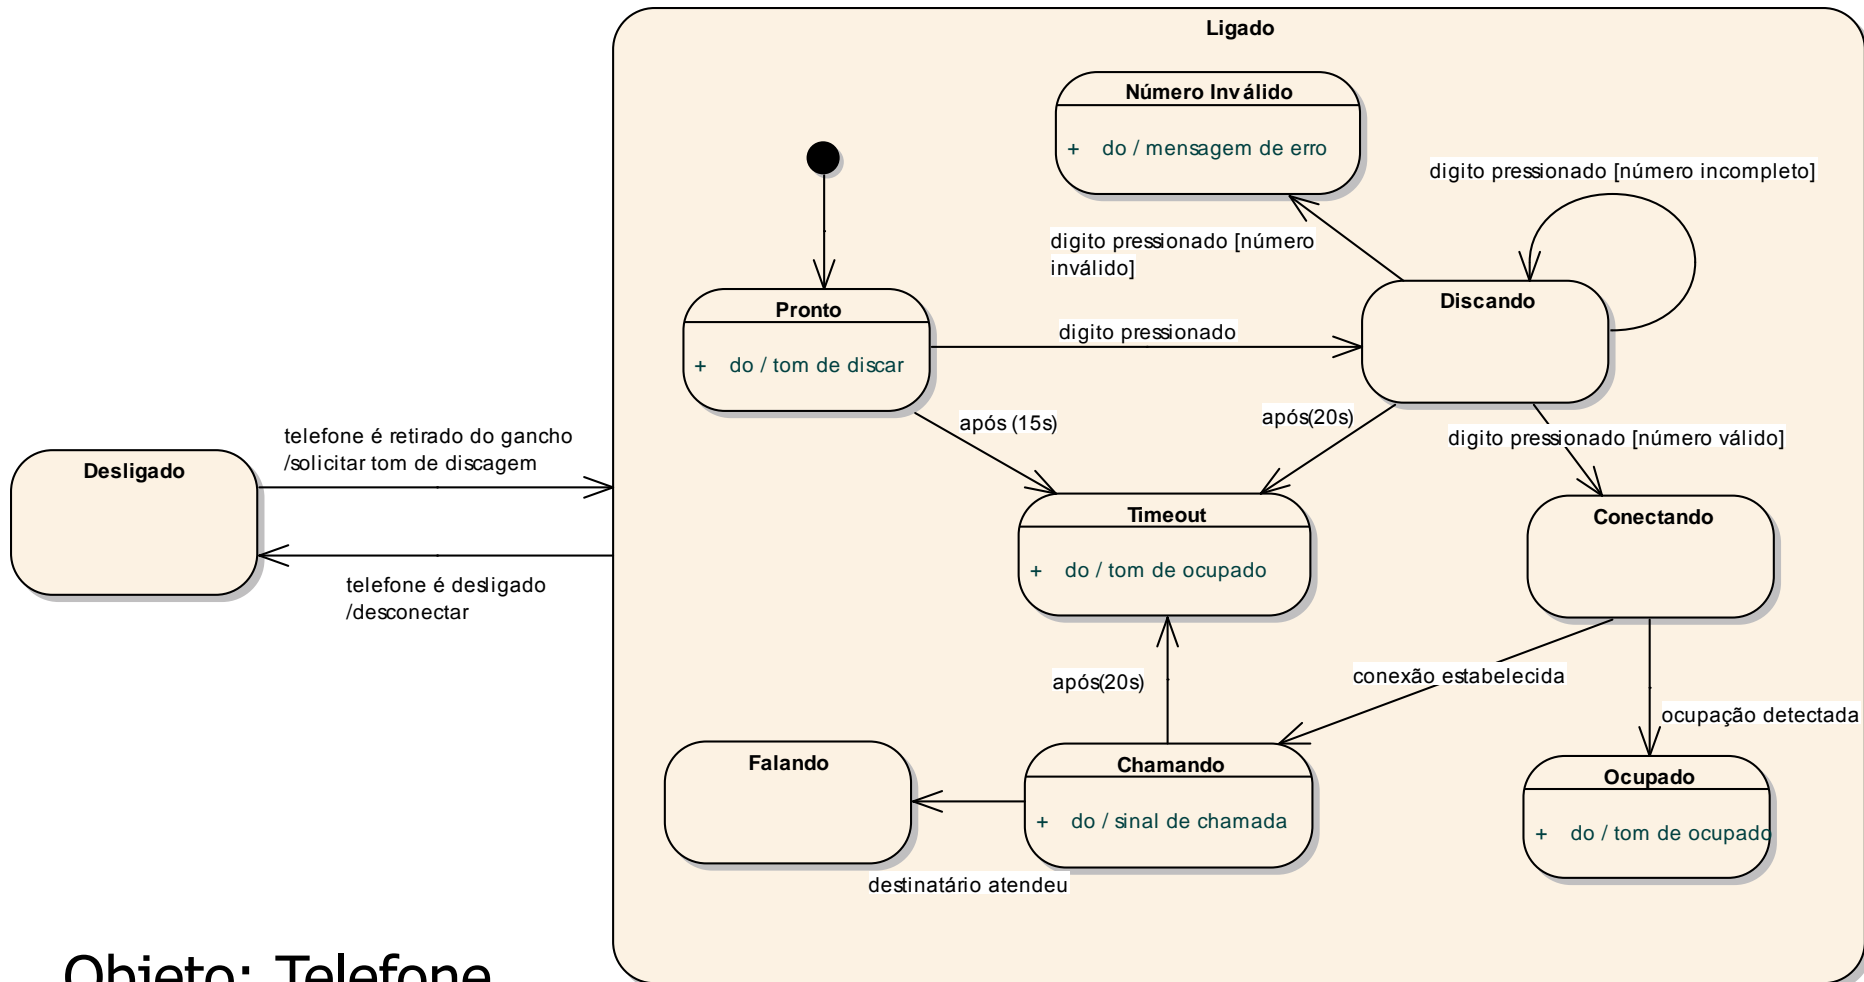 Ligado
Número Inválido
+ do / mensagem de erro
digito pressionado [número incompleto]
digito pressionado [número
inválido]
Pronto
+ do / tom de discar
digito pressionado
Discando
após (15s)
após(20s)
digito pressionado [número válido]
telefone é retirado do gancho
/solicitar tom de discagem
Desligado
telefone é desligado
/desconectar
Timeout
+ do / tom de ocupado
Conectando
após(20s)
conexão estabelecida
ocupação detectada
Falando
Chamando
+ do / sinal de chamada
Ocupado
+ do / tom de ocupado
destinatário atendeu
Objeto: Telefone